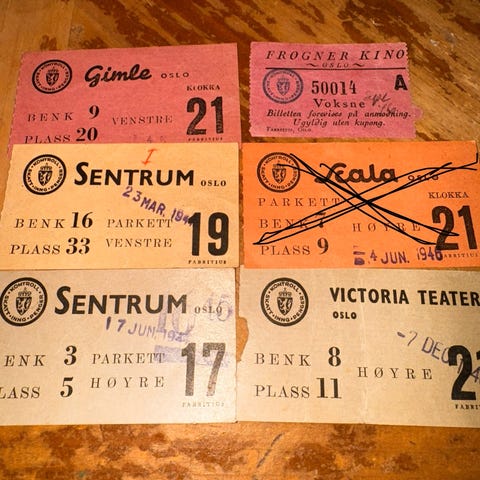 Gimle OSLO
KLOKKA
BENK 9 VENSTRE 21
PLASS 20
FABRITIUS
FROGNER KINO
OSLO
50014 A
Voksne
Billetten forevises på anmodning.
Ugyldig uten kupong.
FABRITIUS, OSLO.
I
SENTRUM OSLO
23 MAR. 194
BENK 16 PARKETT 19
PLASS 33 VENSTRE
FABRITIUS
Scala OSLO
PARKETT KLOKKA
BENK 7 HØYRE 21
PLASS 9
4 JUN. 1946
FABRITIUS
SENTRUM OSLO
17 JUN. 194
BENK 3 PARKETT 17
PLASS 5 HØYRE
FABRITIUS
VICTORIA TEATER
OSLO
-7 DEC
BENK 8 HØYRE
PLASS 11